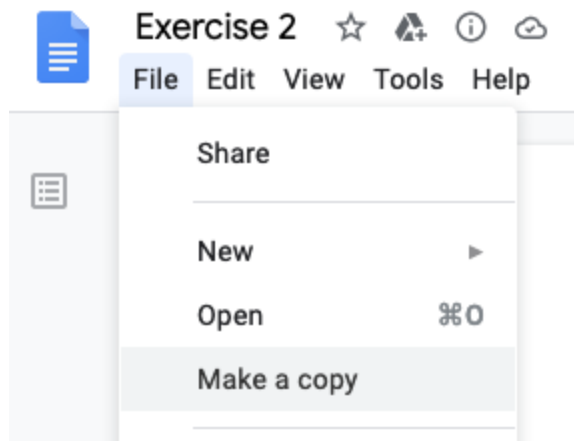 Exercise 2
File Edit View Tools Help
Share
New
Open ⌘O
Make a copy